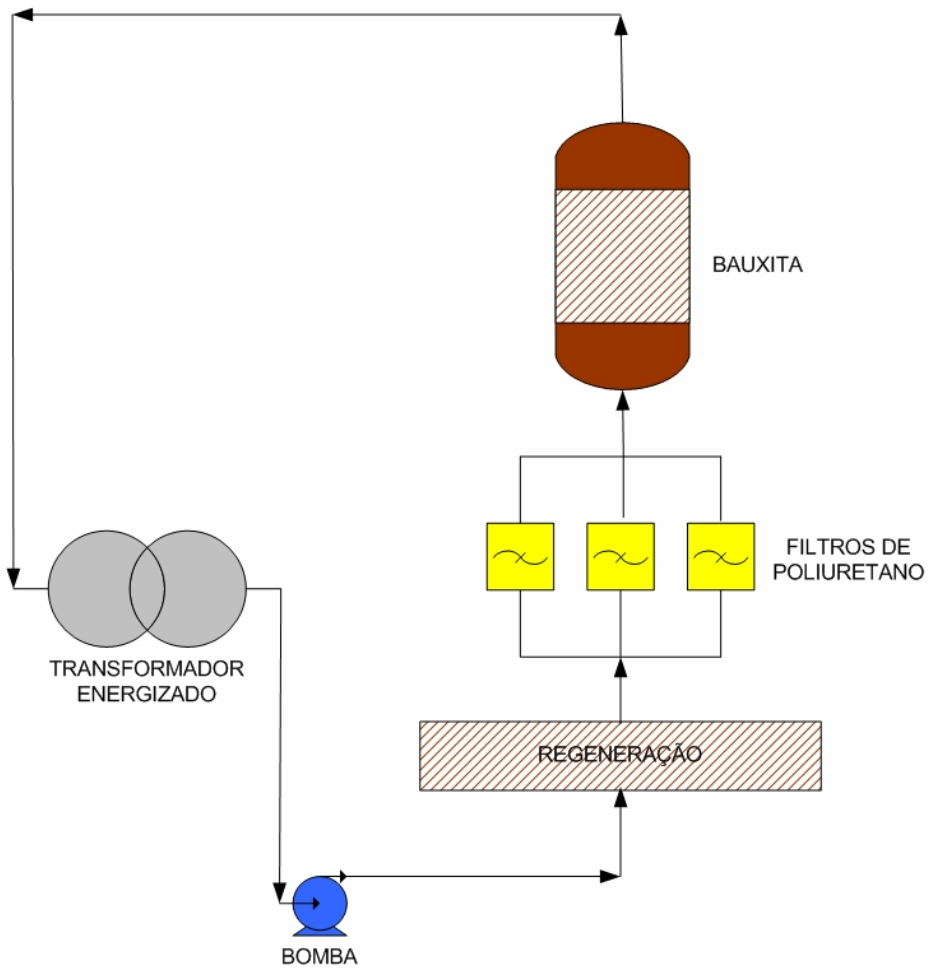 BAUXITA
FILTROS DE
POLIURETANO
TRANSFORMADOR
ENERGIZADO
REGENERAÇÃO
BOMBA